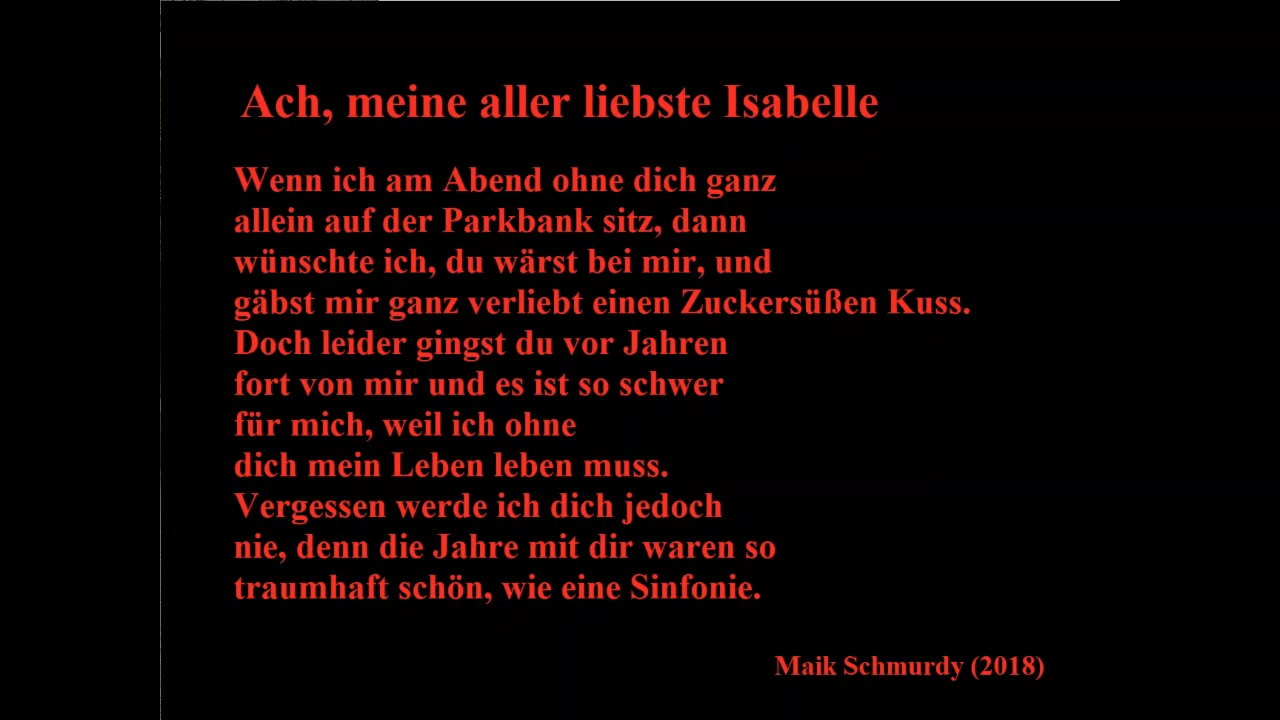 Ach, meine aller liebste Isabelle
Wenn ich am Abend ohne dich ganz
allein auf der Parkbank sitz, dann
wünschte ich, du wärst bei mir, und
gäbst mir ganz verliebt einen Zuckersüßen Kuss.
Doch leider gingst du vor Jahren
fort von mir und es ist so schwer
für mich, weil ich ohne
dich mein Leben leben muss.
Vergessen werde ich dich jedoch
nie, denn die Jahre mit dir waren so
traumhaft schön, wie eine Sinfonie.
Maik Schmurdy (2018)